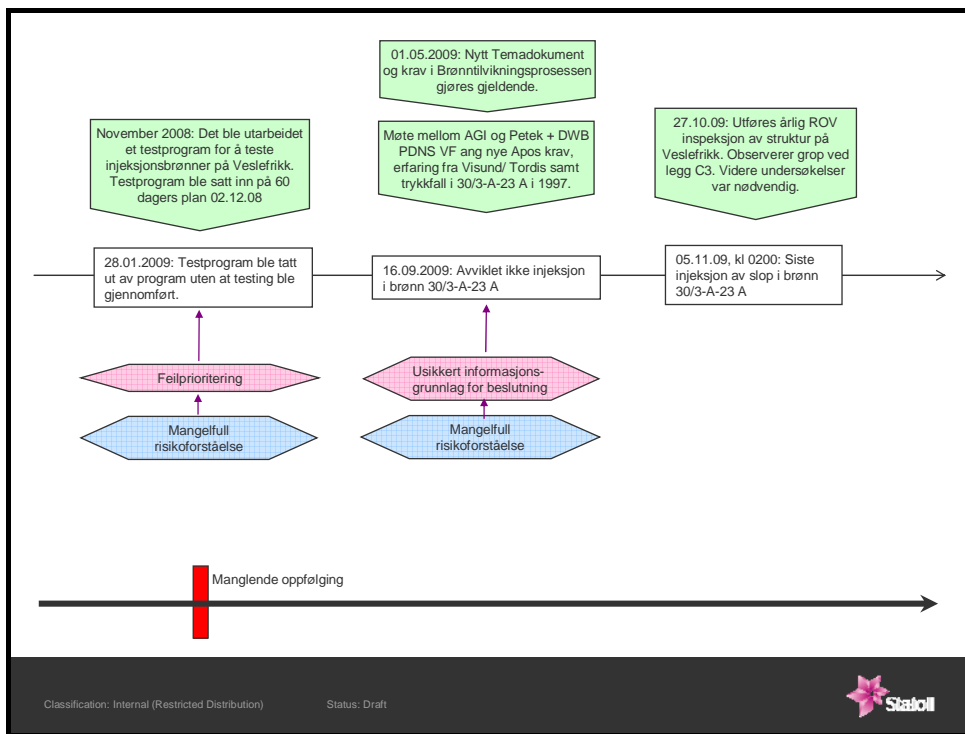 01.05.2009: Nytt Temadokument
og krav i Brønntilvikningsprosessen
gjøres gjeldende.
November 2008: Det ble utarbeidet
et testprogram for å teste
injeksjonsbrønner på Veslefrikk.
Testprogram ble satt inn på 60
dagers plan 02.12.08
Møte mellom AGI og Petek + DWB
PDNS VF ang nye Apos krav,
erfaring fra Visund/ Tordis samt
trykkfall i 30/3-A-23 A i 1997.
27.10.09: Utføres årlig ROV
inspeksjon av struktur på
Veslefrikk. Observerer grop ved
legg C3. Videre undersøkelser
var nødvendig.
28.01.2009: Testprogram ble tatt
ut av program uten at testing ble
gjennomført.
16.09.2009: Avviklet ikke injeksjon
i brønn 30/3-A-23 A
05.11.09, kl 0200: Siste
injeksjon av slop i brønn
30/3-A-23 A
Feilprioritering
Usikkert informasjons-
grunnlag for beslutning
Mangelfull
risikoforståelse
Mangelfull
risikoforståelse
Manglende oppfølging
Classification: Internal (Restricted Distribution)
Status: Draft
Statoil